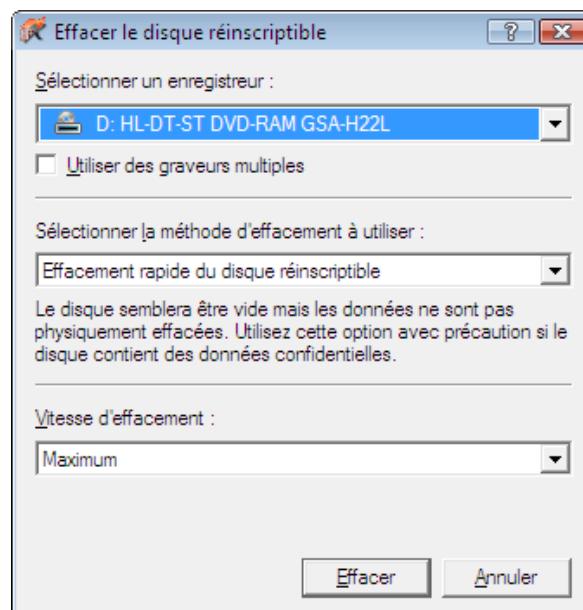 Effacer le disque réinscriptible
Sélectionner un enregistreur :
D: HL-DT-ST DVD-RAM GSA-H22L
Utiliser des graveurs multiples
Sélectionner la méthode d'effacement à utiliser :
Effacement rapide du disque réinscriptible
Le disque semblera être vide mais les données ne sont pas
physiquement effacées. Utilisez cette option avec précaution si le
disque contient des données confidentielles.
Vitesse d'effacement :
Maximum
Effacer Annuler